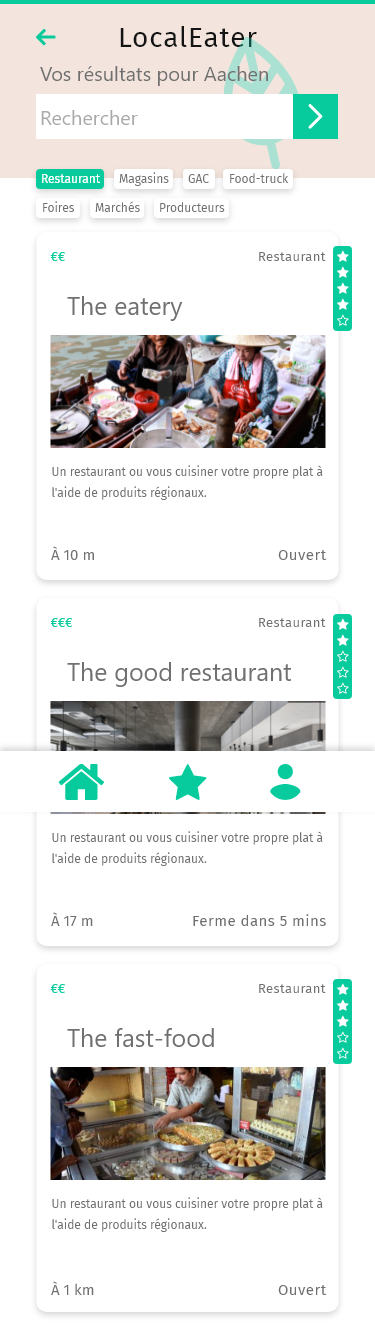 LocalEater
Vos résultats pour Aachen
Rechercher
Restaurant Magasins GAC Food-truck
Foires Marchés Producteurs
€€ Restaurant
The eatery
Un restaurant ou vous cuisiner votre propre plat à
l'aide de produits régionaux.
À 10 m Ouvert
€€€ Restaurant
The good restaurant
Un restaurant ou vous cuisiner votre propre plat à
l'aide de produits régionaux.
À 17 m Ferme dans 5 mins
€€ Restaurant
The fast-food
Un restaurant ou vous cuisiner votre propre plat à
l'aide de produits régionaux.
À 1 km Ouvert